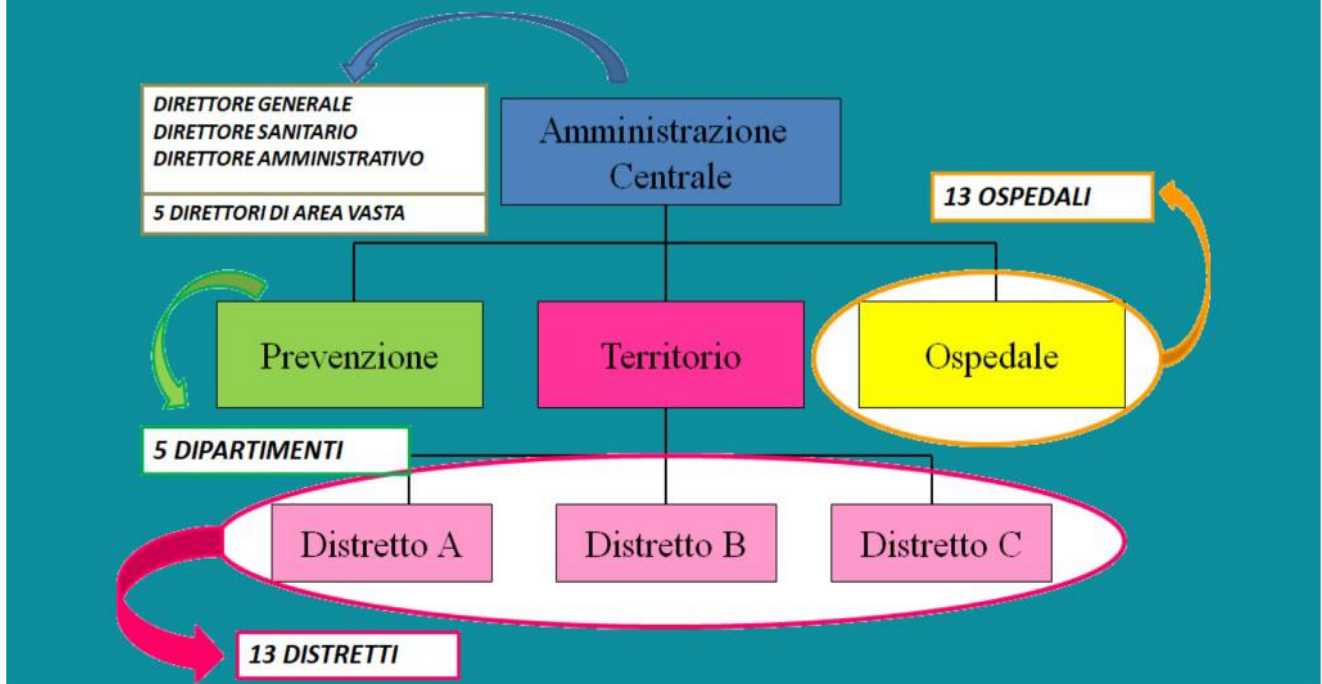 DIRETTORE GENERALE
DIRETTORE SANITARIO
DIRETTORE AMMINISTRATIVO
5 DIRETTORI DI AREA VASTA
Amministrazione
Centrale
13 OSPEDALI
Prevenzione
Territorio
Ospedale
5 DIPARTIMENTI
Distretto A
Distretto B
Distretto C
13 DISTRETTI